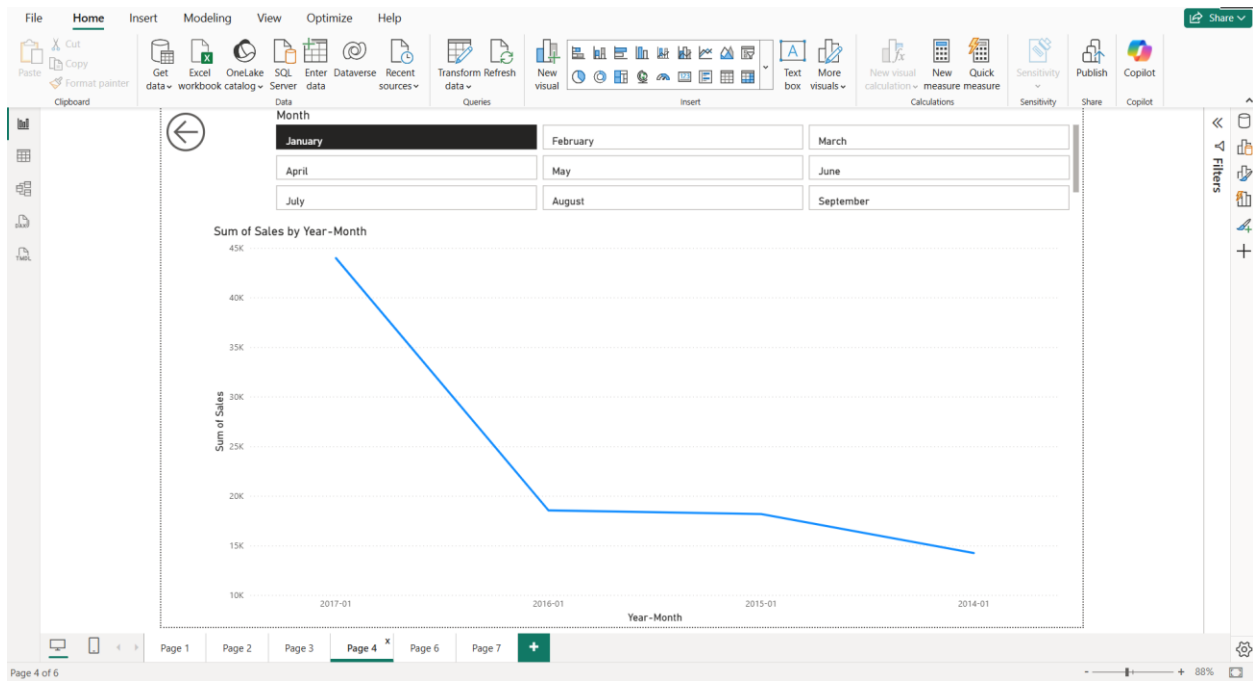 File Home Insert Modeling View Optimize Help Share
Paste Cut
Copy
Format painter
Get data Excel workbook OneLake catalog SQL Server Enter data Dataverse Recent sources Transform data Refresh New visual Text box More visuals New visual calculation New measure Quick measure Sensitivity Publish Copilot
Clipboard Data Queries Insert Calculations Sensitivity Share Copilot
Month
January February March
April May June
July August September
Filters
Sum of Sales by Year-Month
45K
40K
35K
30K
25K
20K
15K
10K
Sum of Sales
2017-01 2016-01 2015-01 2014-01
Year-Month
DAX
TMDL
Page 1 Page 2 Page 3 Page 4 x Page 6 Page 7 +
Page 4 of 6 - + 88%